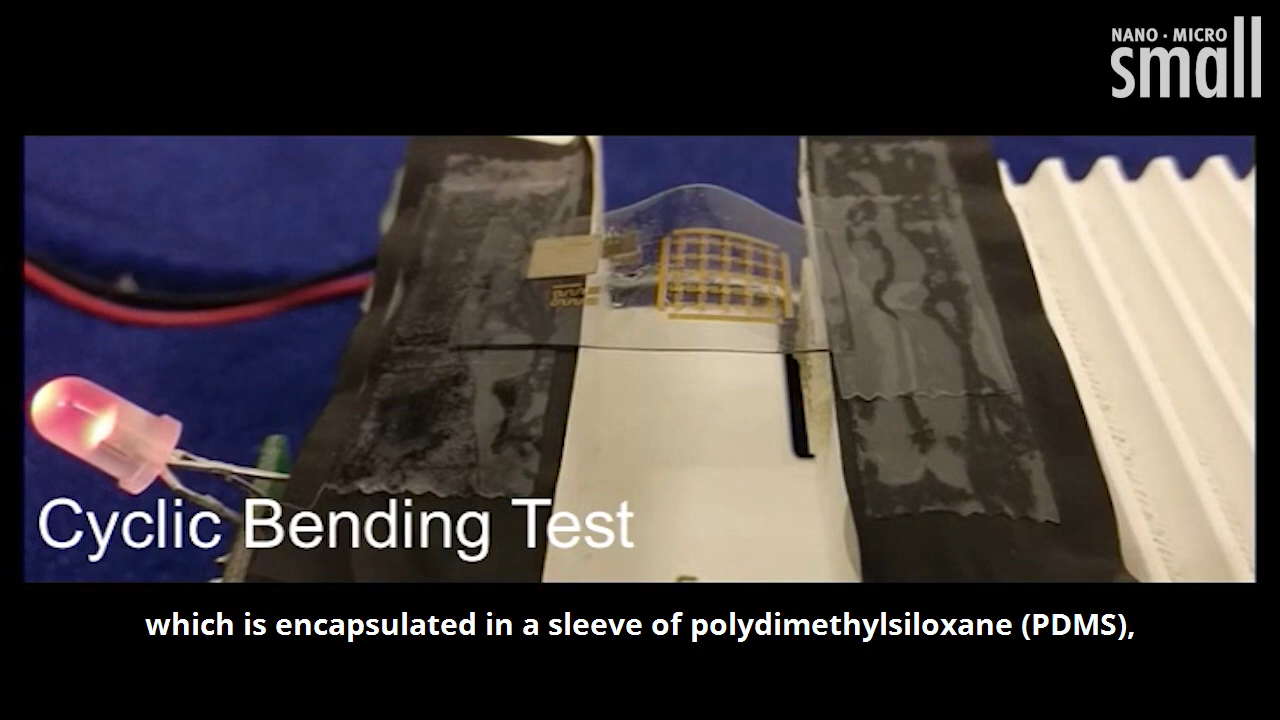 NANO · MICRO
small
Cyclic Bending Test
which is encapsulated in a sleeve of polydimethylsiloxane (PDMS),